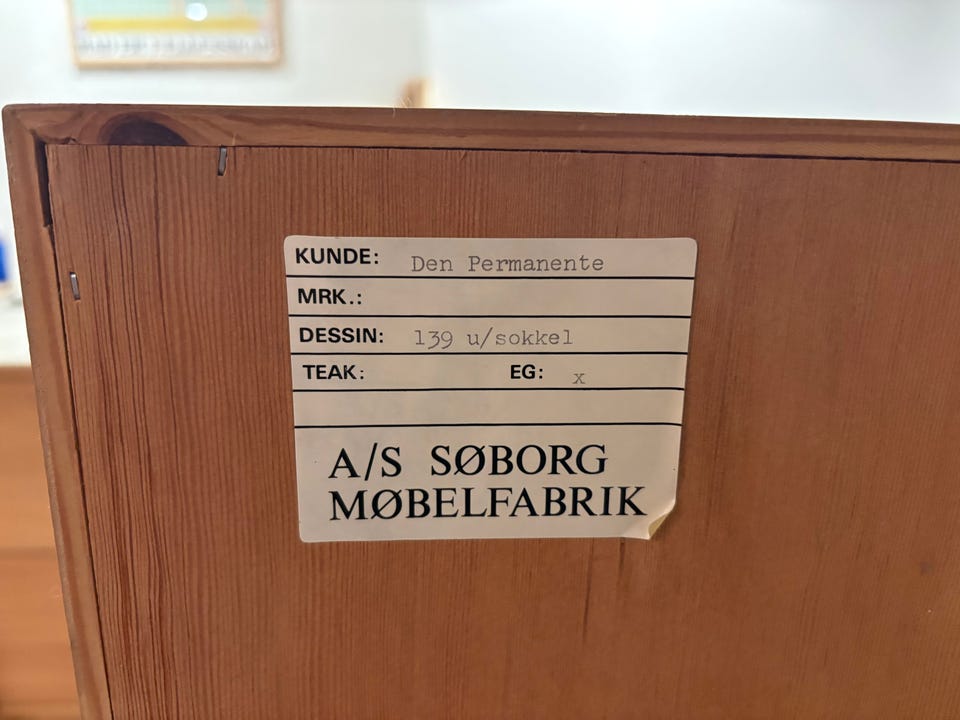 KUNDE: Den Permanente
MRK.:
DESSIN: 139 u/sokkel
TEAK: EG: x
A/S SØBORG
MØBELFABRIK